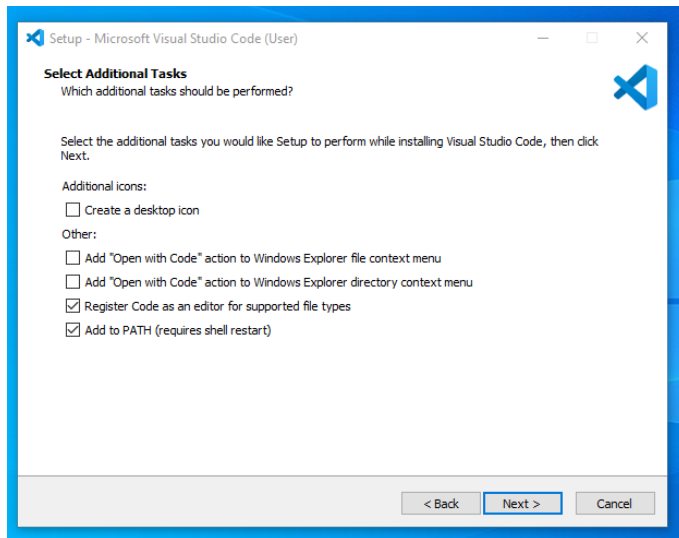 Setup - Microsoft Visual Studio Code (User)
Select Additional Tasks
Which additional tasks should be performed?
Select the additional tasks you would like Setup to perform while installing Visual Studio Code, then click
Next.
Additional icons:
Create a desktop icon
Other:
Add "Open with Code" action to Windows Explorer file context menu
Add "Open with Code" action to Windows Explorer directory context menu
Register Code as an editor for supported file types
Add to PATH (requires shell restart)
< Back Next > Cancel